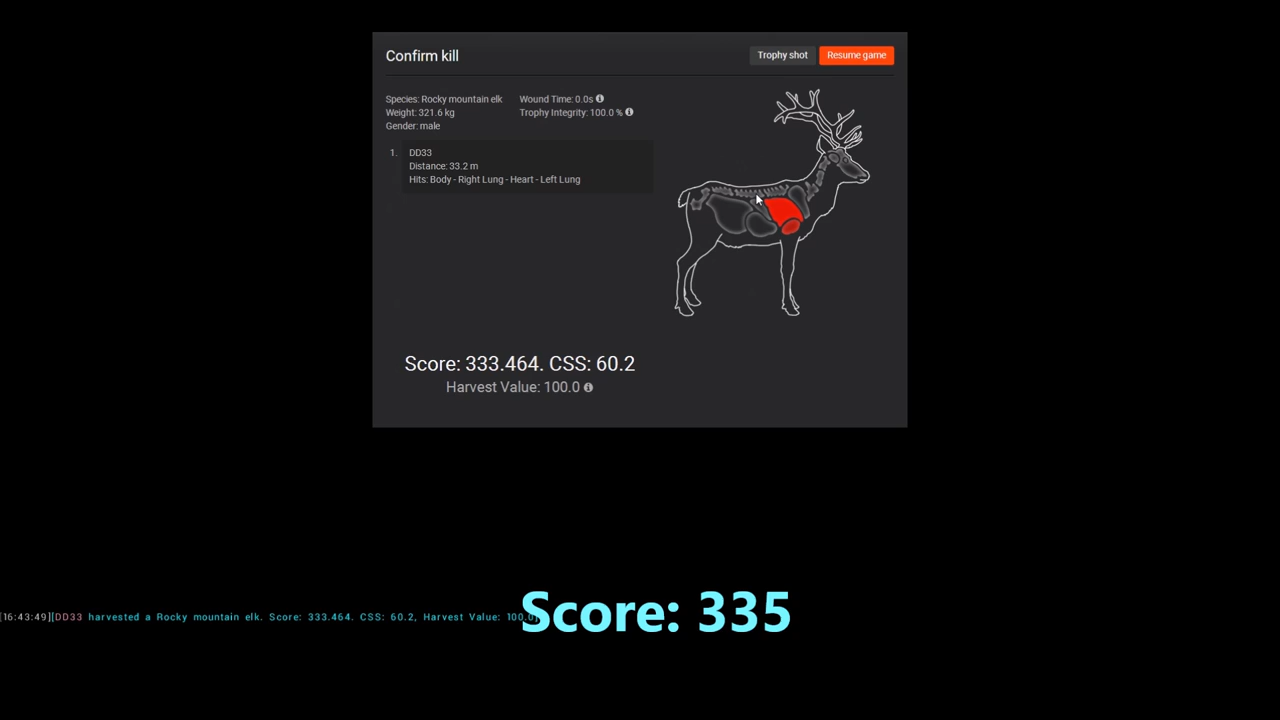 Confirm kill
Trophy shot
Resume game
Species: Rocky mountain elk
Weight: 321.6 kg
Gender: male
Wound Time: 0.0s
Trophy Integrity: 100.0 %
1. DD33
Distance: 33.2 m
Hits: Body - Right Lung - Heart - Left Lung
Score: 333.464. CSS: 60.2
Harvest Value: 100.0
[16:43:49][DD33 harvested a Rocky mountain elk. Score: 333.464. CSS: 60.2, Harvest Value: 100.0]
Score: 335